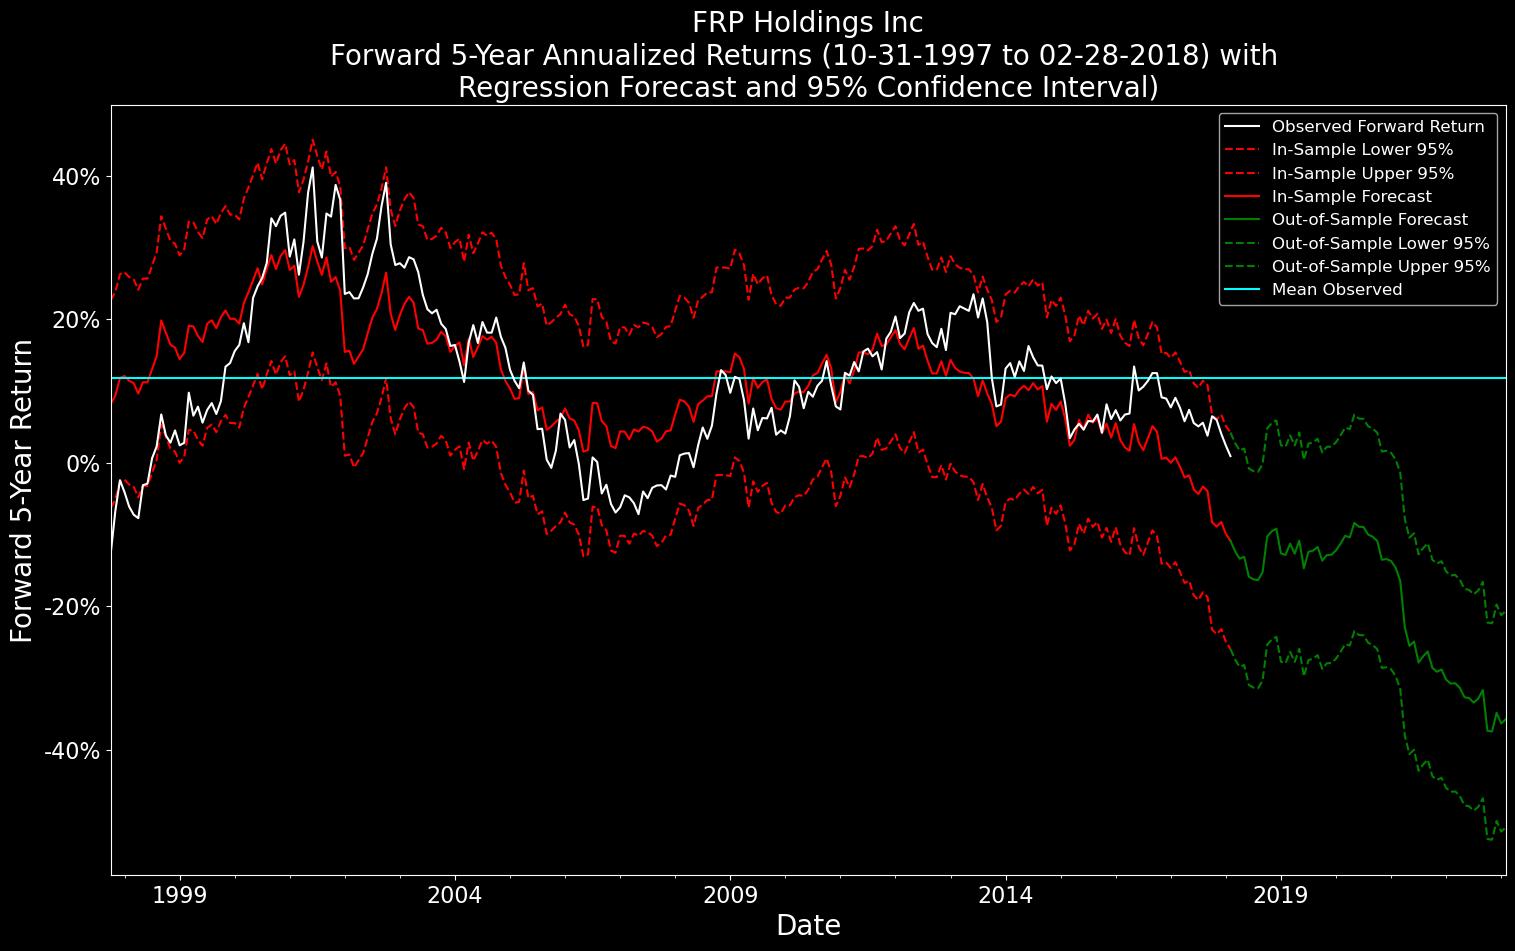 FRP Holdings Inc
Forward 5-Year Annualized Returns (10-31-1997 to 02-28-2018) with
Regression Forecast and 95% Confidence Interval)
Observed Forward Return
In-Sample Lower 95%
In-Sample Upper 95%
In-Sample Forecast
Out-of-Sample Forecast
Out-of-Sample Lower 95%
Out-of-Sample Upper 95%
Mean Observed
Forward 5-Year Return
40%
20%
0%
-20%
-40%
1999
2004
2009
2014
2019
Date